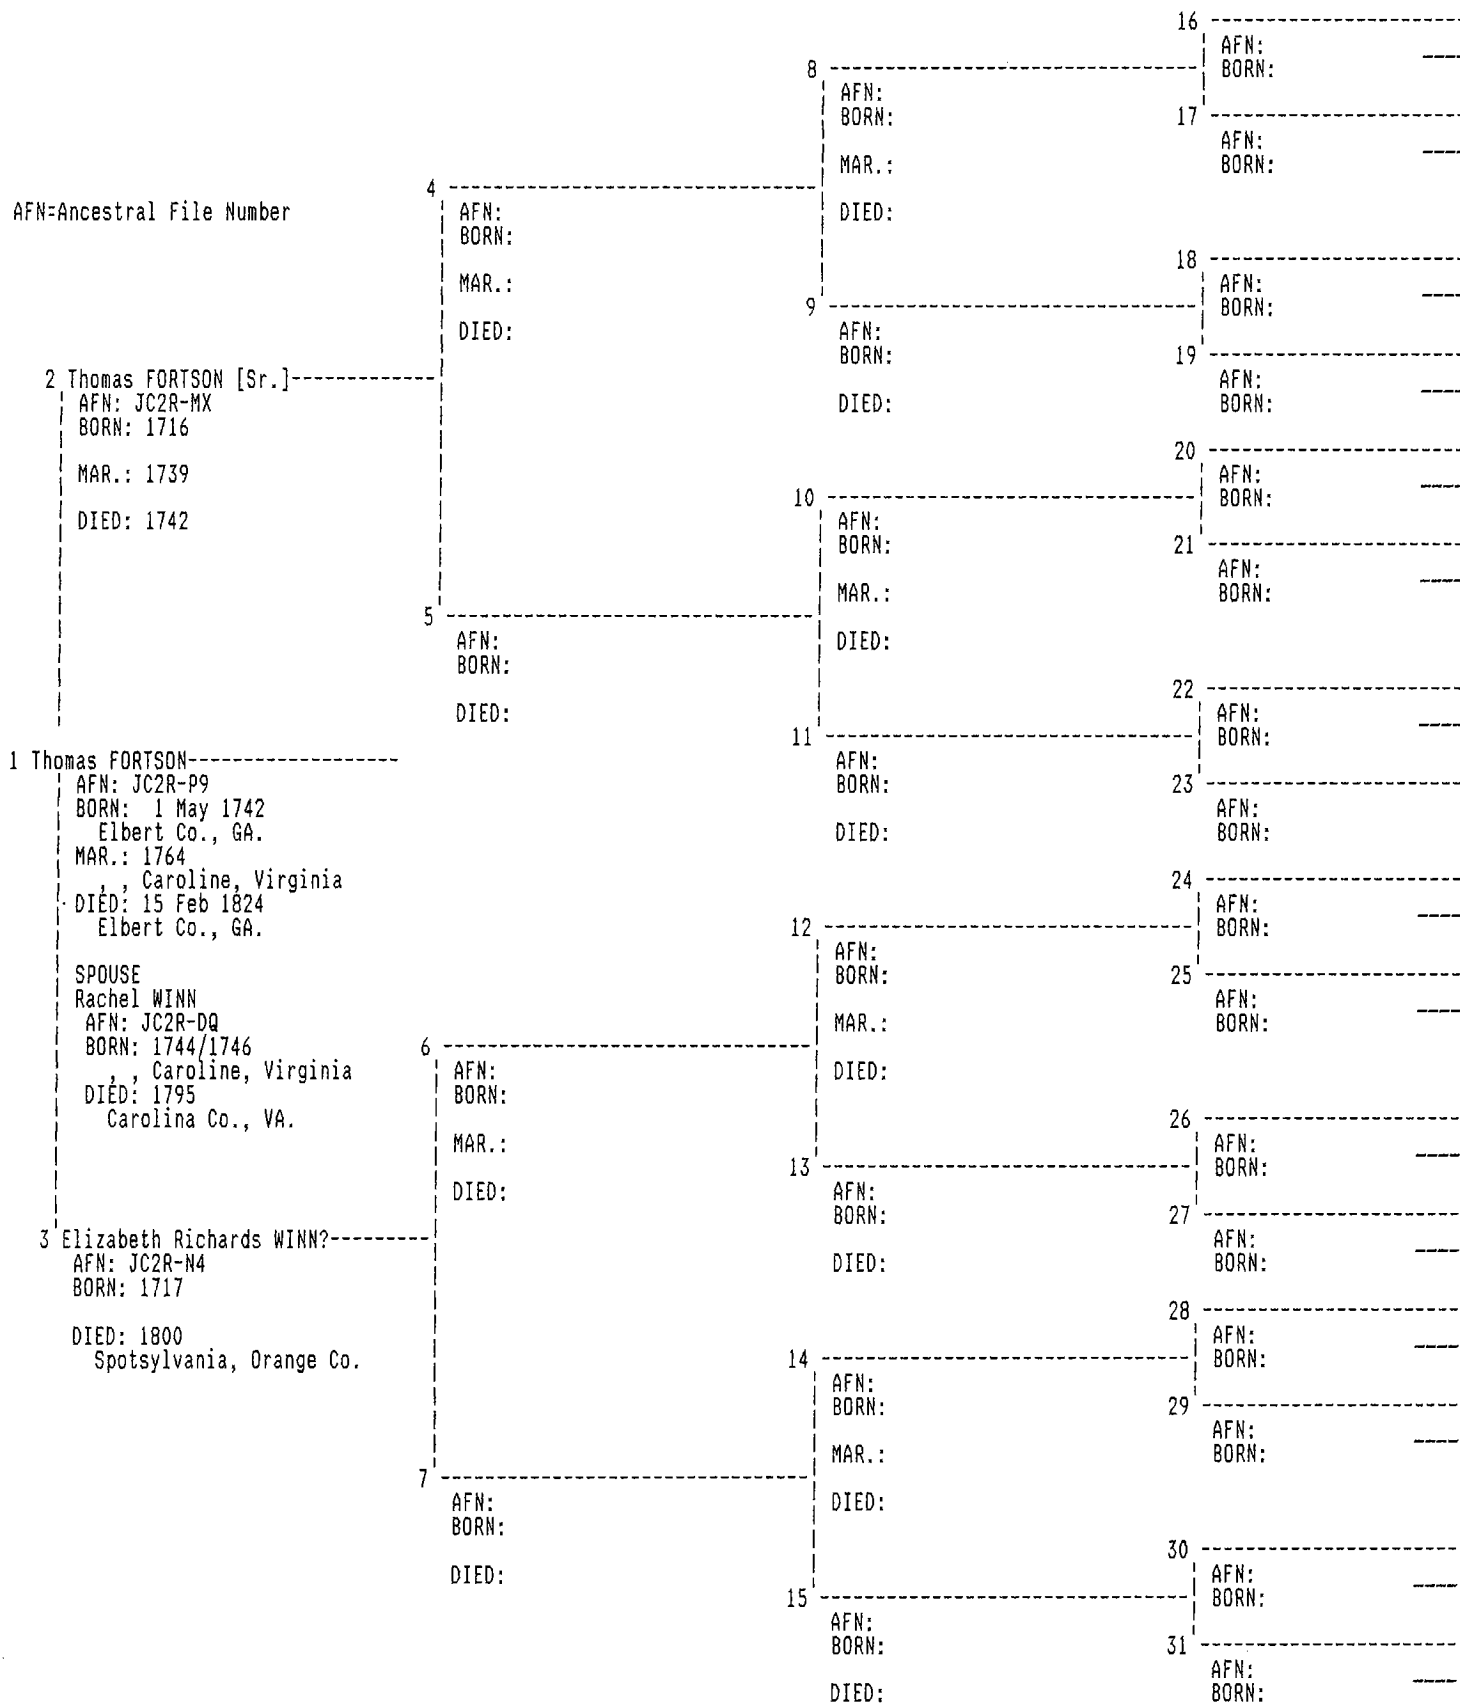 AFN=Ancestral File Number
1 Thomas FORTSON
AFN: JC2R-P9
BORN: 1 May 1742
Elbert Co., GA.
MAR.: 1764
, , Caroline, Virginia
DIED: 15 Feb 1824
Elbert Co., GA.
SPOUSE
Rachel WINN
AFN: JC2R-DQ
BORN: 1744/1746
, , Caroline, Virginia
DIED: 1795
Carolina Co., VA.
2 Thomas FORTSON [Sr.]
AFN: JC2R-MX
BORN: 1716
MAR.: 1739
DIED: 1742
3 Elizabeth Richards WINN?
AFN: JC2R-N4
BORN: 1717
DIED: 1800
Spotsylvania, Orange Co.
4
AFN:
BORN:
MAR.:
DIED:
5
AFN:
BORN:
DIED:
6
AFN:
BORN:
MAR.:
DIED:
7
AFN:
BORN:
DIED:
8
AFN:
BORN:
MAR.:
DIED:
9
AFN:
BORN:
DIED:
10
AFN:
BORN:
MAR.:
DIED:
11
AFN:
BORN:
DIED:
12
AFN:
BORN:
MAR.:
DIED:
13
AFN:
BORN:
DIED:
14
AFN:
BORN:
MAR.:
DIED:
15
AFN:
BORN:
DIED:
16
AFN:
BORN:
17
AFN:
BORN:
18
AFN:
BORN:
19
AFN:
BORN:
20
AFN:
BORN:
21
AFN:
BORN:
22
AFN:
BORN:
23
AFN:
BORN:
24
AFN:
BORN:
25
AFN:
BORN:
26
AFN:
BORN:
27
AFN:
BORN:
28
AFN:
BORN:
29
AFN:
BORN:
30
AFN:
BORN:
31
AFN:
BORN: